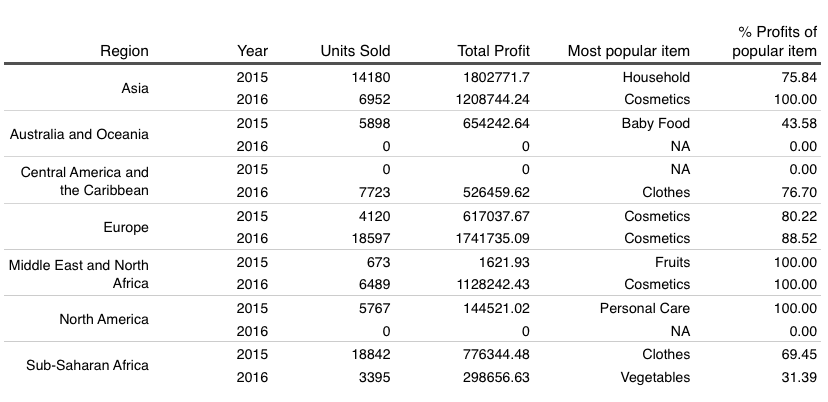 Region Year Units Sold Total Profit Most popular item % Profits of popular item
Asia 2015 14180 1802771.7 Household 75.84
2016 6952 1208744.24 Cosmetics 100.00
Australia and Oceania 2015 5898 654242.64 Baby Food 43.58
2016 0 0 NA 0.00
Central America and the Caribbean 2015 0 0 NA 0.00
2016 7723 526459.62 Clothes 76.70
Europe 2015 4120 617037.67 Cosmetics 80.22
2016 18597 1741735.09 Cosmetics 88.52
Middle East and North Africa 2015 673 1621.93 Fruits 100.00
2016 6489 1128242.43 Cosmetics 100.00
North America 2015 5767 144521.02 Personal Care 100.00
2016 0 0 NA 0.00
Sub-Saharan Africa 2015 18842 776344.48 Clothes 69.45
2016 3395 298656.63 Vegetables 31.39